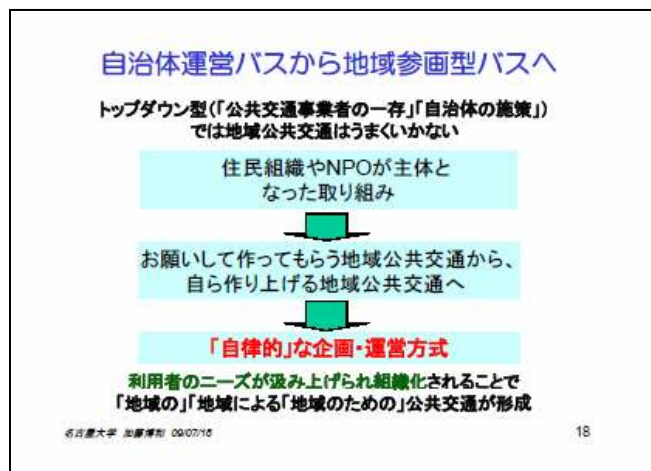 自治体運営バスから地域参画型バスへ
トップダウン型(「公共交通事業者の一存」「自治体の施策」)
では地域公共交通はうまくいかない
住民組織やNPOが主体と
なった取り組み
お願いして作ってもらう地域公共交通から、
自ら作り上げる地域公共交通へ
「自律的」な企画・運営方式
利用者のニーズが汲み上げられ組織化されることで
「地域の」「地域による」「地域のための」公共交通が形成
名古屋大学 加藤博和 09/07/16
18